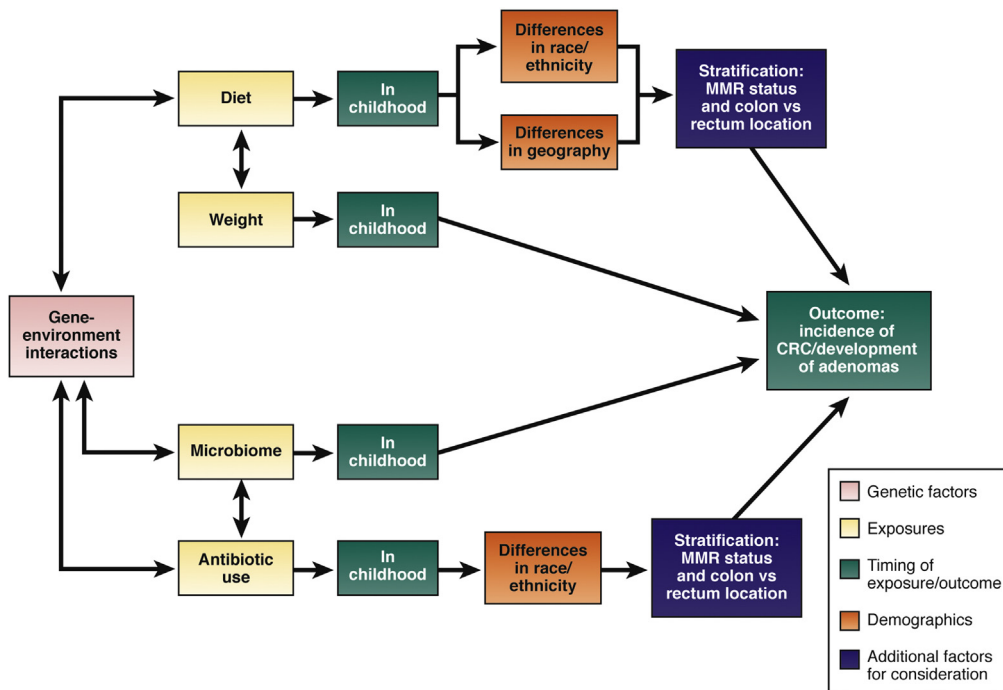 Diet
In
childhood
Differences
in race/
ethnicity
Differences
in geography
Stratification:
MMR status
and colon vs
rectum location
Weight
In
childhood
Gene-
environment
interactions
Outcome:
incidence of
CRC/development
of adenomas
Microbiome
In
childhood
Antibiotic
use
In
childhood
Differences
in race/
ethnicity
Stratification:
MMR status
and colon vs
rectum location
Genetic factors
Exposures
Timing of
exposure/outcome
Demographics
Additional factors
for consideration